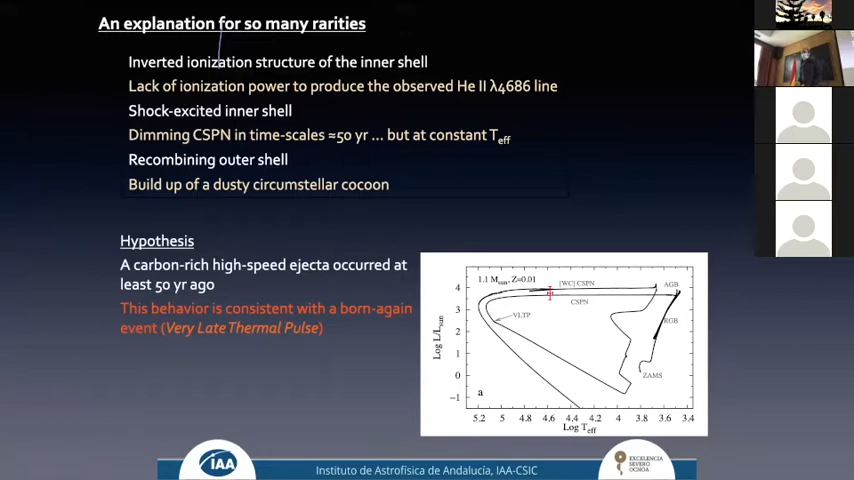 An explanation for so many rarities
Inverted ionization structure of the inner shell
Lack of ionization power to produce the observed He II λ4686 line
Shock-excited inner shell
Dimming CSPN in time-scales ≈50 yr ... but at constant Teff
Recombining outer shell
Build up of a dusty circumstellar cocoon
Hypothesis
A carbon-rich high-speed ejecta occurred at
least 50 yr ago
This behavior is consistent with a born-again
event (Very Late Thermal Pulse)
1.1 Msun, Z=0.01
[WC] CSPN
AGB
CSPN
VLTP
RGB
ZAMS
a
Log L/Lsun
4
3
2
1
0
−1
5.2 5 4.8 4.6 4.4 4.2 4 3.8 3.6 3.4
Log Teff
IAA
Instituto de Astrofísica de Andalucía, IAA-CSIC
EXCELENCIA
SEVERO
OCHOA